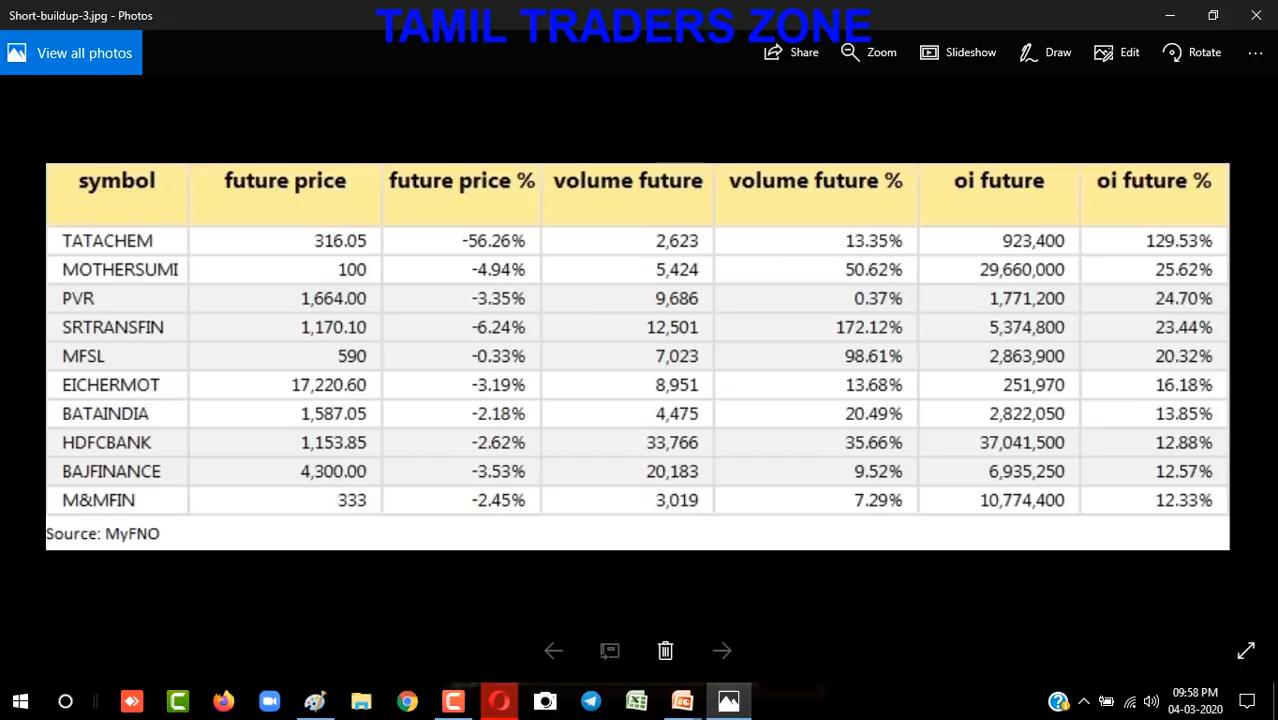 Short-buildup-3.jpg - Photos
TAMIL TRADERS ZONE
View all photos
Share Zoom Slideshow Draw Edit Rotate
symbol future price future price % volume future volume future % oi future oi future %
TATACHEM 316.05 -56.26% 2,623 13.35% 923,400 129.53%
MOTHERSUMI 100 -4.94% 5,424 50.62% 29,660,000 25.62%
PVR 1,664.00 -3.35% 9,686 0.37% 1,771,200 24.70%
SRTRANSFIN 1,170.10 -6.24% 12,501 172.12% 5,374,800 23.44%
MFSL 590 -0.33% 7,023 98.61% 2,863,900 20.32%
EICHERMOT 17,220.60 -3.19% 8,951 13.68% 251,970 16.18%
BATAINDIA 1,587.05 -2.18% 4,475 20.49% 2,822,050 13.85%
HDFCBANK 1,153.85 -2.62% 33,766 35.66% 37,041,500 12.88%
BAJFINANCE 4,300.00 -3.53% 20,183 9.52% 6,935,250 12.57%
M&MFIN 333 -2.45% 3,019 7.29% 10,774,400 12.33%
Source: MyFNO
09:58 PM
04-03-2020